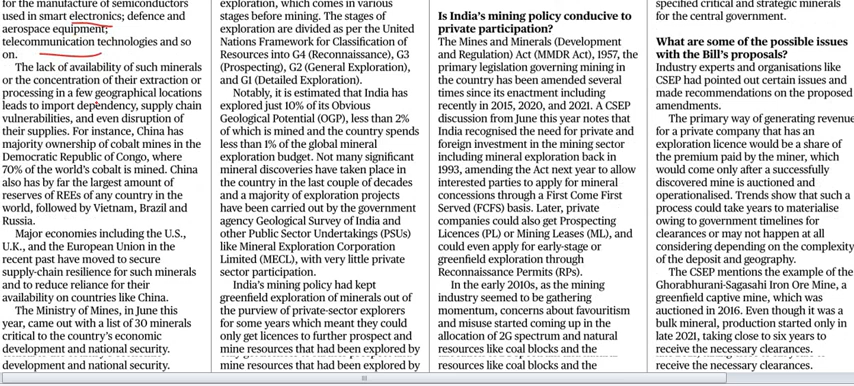 for the manufacture of semiconductors
used in smart electronics; defence and
aerospace equipment;
telecommunication technologies and so
on.
The lack of availability of such minerals
or the concentration of their extraction or
processing in a few geographical locations
leads to import dependency, supply chain
vulnerabilities, and even disruption of
their supplies. For instance, China has
majority ownership of cobalt mines in the
Democratic Republic of Congo, where
70% of the world's cobalt is mined. China
also has by far the largest amount of
reserves of REEs of any country in the
world, followed by Vietnam, Brazil and
Russia.
Major economies including the U.S.,
U.K., and the European Union in the
recent past have moved to secure
supply-chain resilience for such minerals
and to reduce reliance for their
availability on countries like China.
The Ministry of Mines, in June this
year, came out with a list of 30 minerals
critical to the country's economic
development and national security.
development and national security.
exploration, which comes in various
stages before mining. The stages of
exploration are divided as per the United
Nations Framework for Classification of
Resources into G4 (Reconnaissance), G3
(Prospecting), G2 (General Exploration),
and G1 (Detailed Exploration).
Notably, it is estimated that India has
explored just 10% of its Obvious
Geological Potential (OGP), less than 2%
of which is mined and the country spends
less than 1% of the global mineral
exploration budget. Not many significant
mineral discoveries have taken place in
the country in the last couple of decades
and a majority of exploration projects
have been carried out by the government
agency Geological Survey of India and
other Public Sector Undertakings (PSUs)
like Mineral Exploration Corporation
Limited (MECL), with very little private
sector participation.
India's mining policy had kept
greenfield exploration of minerals out of
the purview of private-sector explorers
for some years which meant they could
only get licences to further prospect and
mine resources that had been explored by
mine resources that had been explored by
Is India's mining policy conducive to
private participation?
The Mines and Minerals (Development
and Regulation) Act (MMDR Act), 1957, the
primary legislation governing mining in
the country has been amended several
times since its enactment including
recently in 2015, 2020, and 2021. A CSEP
discussion from June this year notes that
India recognised the need for private and
foreign investment in the mining sector
including mineral exploration back in
1993, amending the Act next year to allow
interested parties to apply for mineral
concessions through a First Come First
Served (FCFS) basis. Later, private
companies could also get Prospecting
Licences (PL) or Mining Leases (ML), and
could even apply for early-stage or
greenfield exploration through
Reconnaissance Permits (RPs).
In the early 2010s, as the mining
industry seemed to be gathering
momentum, concerns about favouritism
and misuse started coming up in the
allocation of 2G spectrum and natural
resources like coal blocks and the
resources like coal blocks and the
specified critical and strategic minerals
for the central government.
What are some of the possible issues
with the Bill's proposals?
Industry experts and organisations like
CSEP had pointed out certain issues and
made recommendations on the proposed
amendments.
The primary way of generating revenue
for a private company that has an
exploration licence would be a share of
the premium paid by the miner, which
would come only after a successfully
discovered mine is auctioned and
operationalised. Trends show that such a
process could take years to materialise
owing to government timelines for
clearances or may not happen at all
considering depending on the complexity
of the deposit and geography.
The CSEP mentions the example of the
Ghorabhurani-Sagasahi Iron Ore Mine, a
greenfield captive mine, which was
auctioned in 2016. Even though it was a
bulk mineral, production started only in
late 2021, taking close to six years to
receive the necessary clearances.
receive the necessary clearances.